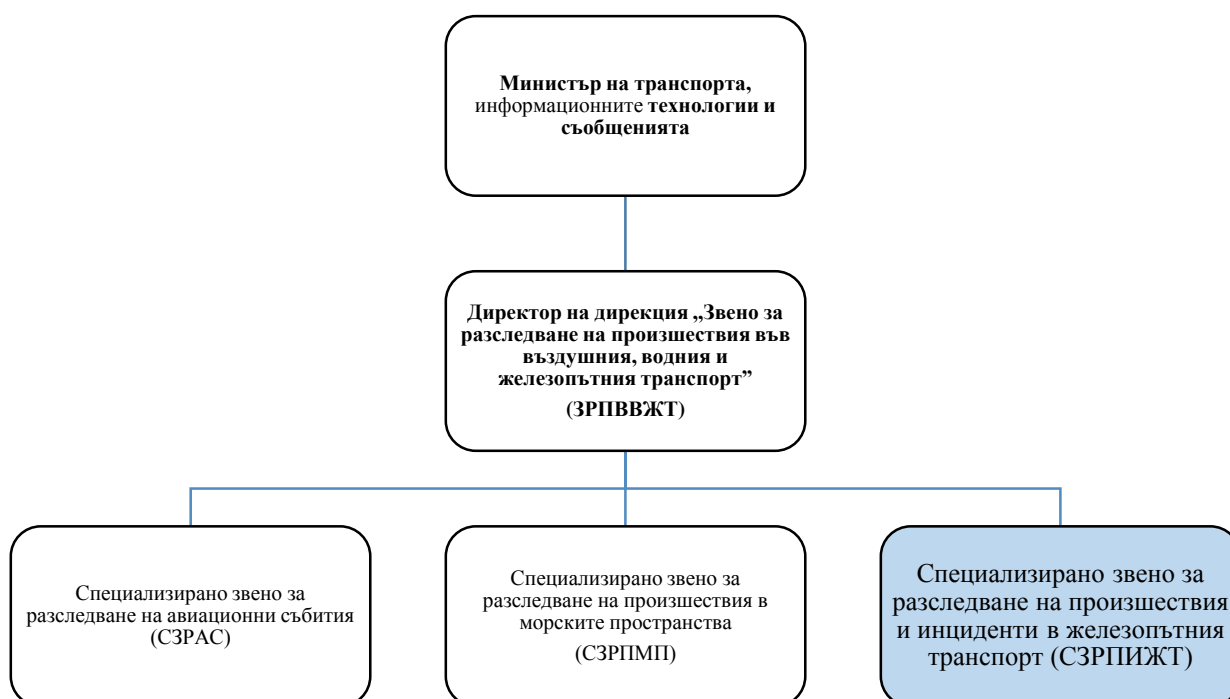 Министър на транспорта,
информационните технологии и
съобщенията
Директор на дирекция „Звено за
разследване на произшествия във
въздушния, водния и
железопътния транспорт”
(ЗРПВВЖТ)
Специализирано звено за
разследване на авиационни събития
(СЗРАС)
Специализирано звено за
разследване на произшествия в
морските пространства
(СЗРПМП)
Специализирано звено за
разследване на произшествия
и инциденти в железопътния
транспорт (СЗРПИЖТ)